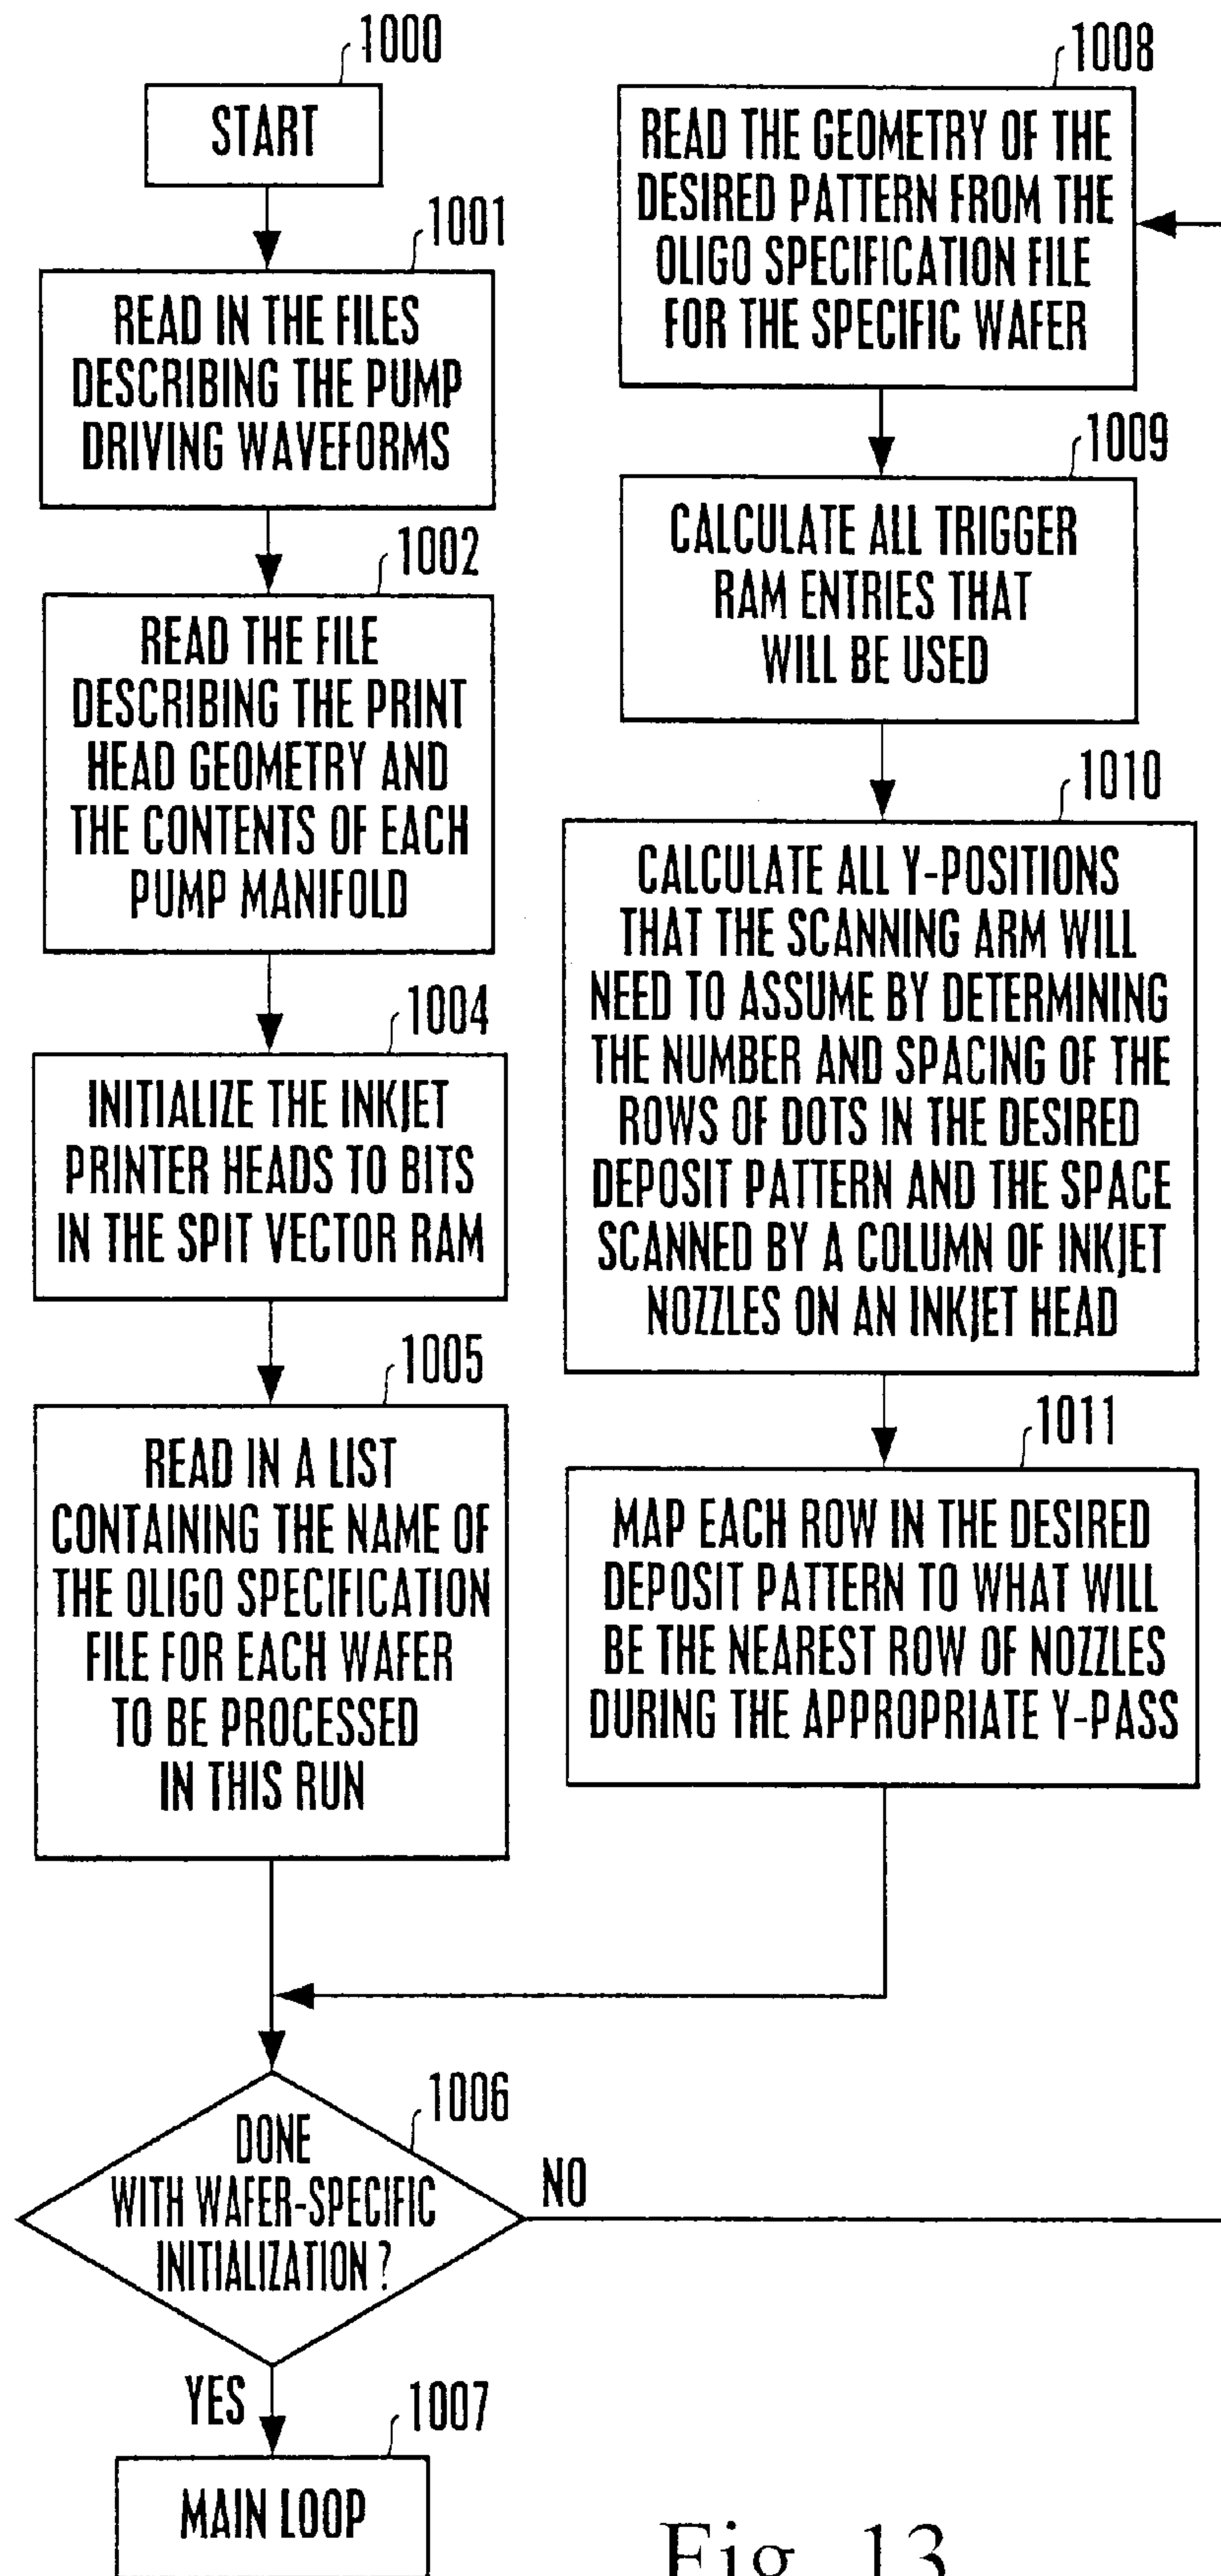 1000
START
1001
READ IN THE FILES
DESCRIBING THE PUMP
DRIVING WAVEFORMS
1002
READ THE FILE
DESCRIBING THE PRINT
HEAD GEOMETRY AND
THE CONTENTS OF EACH
PUMP MANIFOLD
1004
INITIALIZE THE INKJET
PRINTER HEADS TO BITS
IN THE SPIT VECTOR RAM
1005
READ IN A LIST
CONTAINING THE NAME OF
THE OLIGO SPECIFICATION
FILE FOR EACH WAFER
TO BE PROCESSED
IN THIS RUN
1006
DONE
WITH WAFER-SPECIFIC
INITIALIZATION?
NO
YES
1007
MAIN LOOP
1008
READ THE GEOMETRY OF THE
DESIRED PATTERN FROM THE
OLIGO SPECIFICATION FILE
FOR THE SPECIFIC WAFER
1009
CALCULATE ALL TRIGGER
RAM ENTRIES THAT
WILL BE USED
1010
CALCULATE ALL Y-POSITIONS
THAT THE SCANNING ARM WILL
NEED TO ASSUME BY DETERMINING
THE NUMBER AND SPACING OF THE
ROWS OF DOTS IN THE DESIRED
DEPOSIT PATTERN AND THE SPACE
SCANNED BY A COLUMN OF INKJET
NOZZLES ON AN INKJET HEAD
1011
MAP EACH ROW IN THE DESIRED
DEPOSIT PATTERN TO WHAT WILL
BE THE NEAREST ROW OF NOZZLES
DURING THE APPROPRIATE Y-PASS
Fig. 13